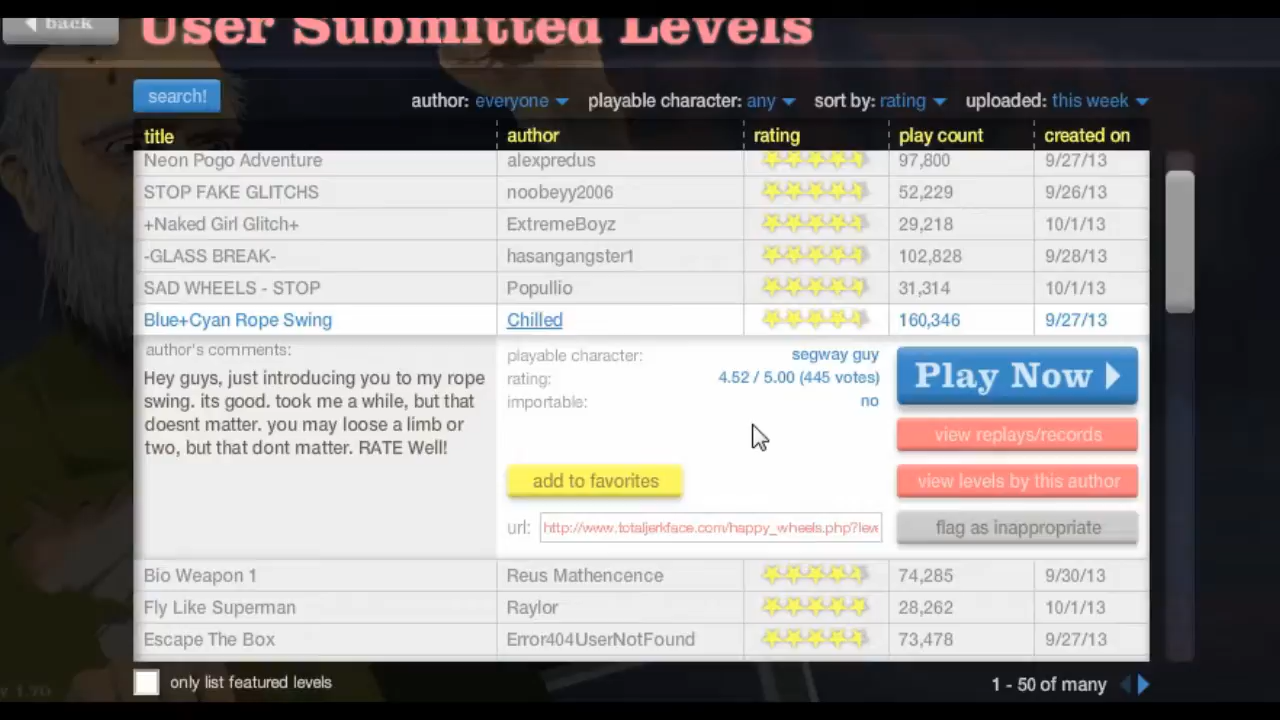 back
User Submitted Levels
search!
author: everyone playable character: any sort by: rating uploaded: this week
title author rating play count created on
Neon Pogo Adventure alexpredus 97,800 9/27/13
STOP FAKE GLITCHS noobeyy2006 52,229 9/26/13
+Naked Girl Glitch+ ExtremeBoyz 29,218 10/1/13
-GLASS BREAK- hasangangster1 102,828 9/28/13
SAD WHEELS - STOP Popullio 31,314 10/1/13
Blue+Cyan Rope Swing Chilled 160,346 9/27/13
author's comments:
Hey guys, just introducing you to my rope
swing. its good. took me a while, but that
doesnt matter. you may loose a limb or
two, but that dont matter. RATE Well!
playable character: segway guy
rating: 4.52 / 5.00 (445 votes)
importable: no
add to favorites
url: http://www.totaljerkface.com/happy_wheels.php?leve
Play Now
view replays/records
view levels by this author
flag as inappropriate
Bio Weapon 1 Reus Mathencence 74,285 9/30/13
Fly Like Superman Raylor 28,262 10/1/13
Escape The Box Error404UserNotFound 73,478 9/27/13
only list featured levels
1 - 50 of many